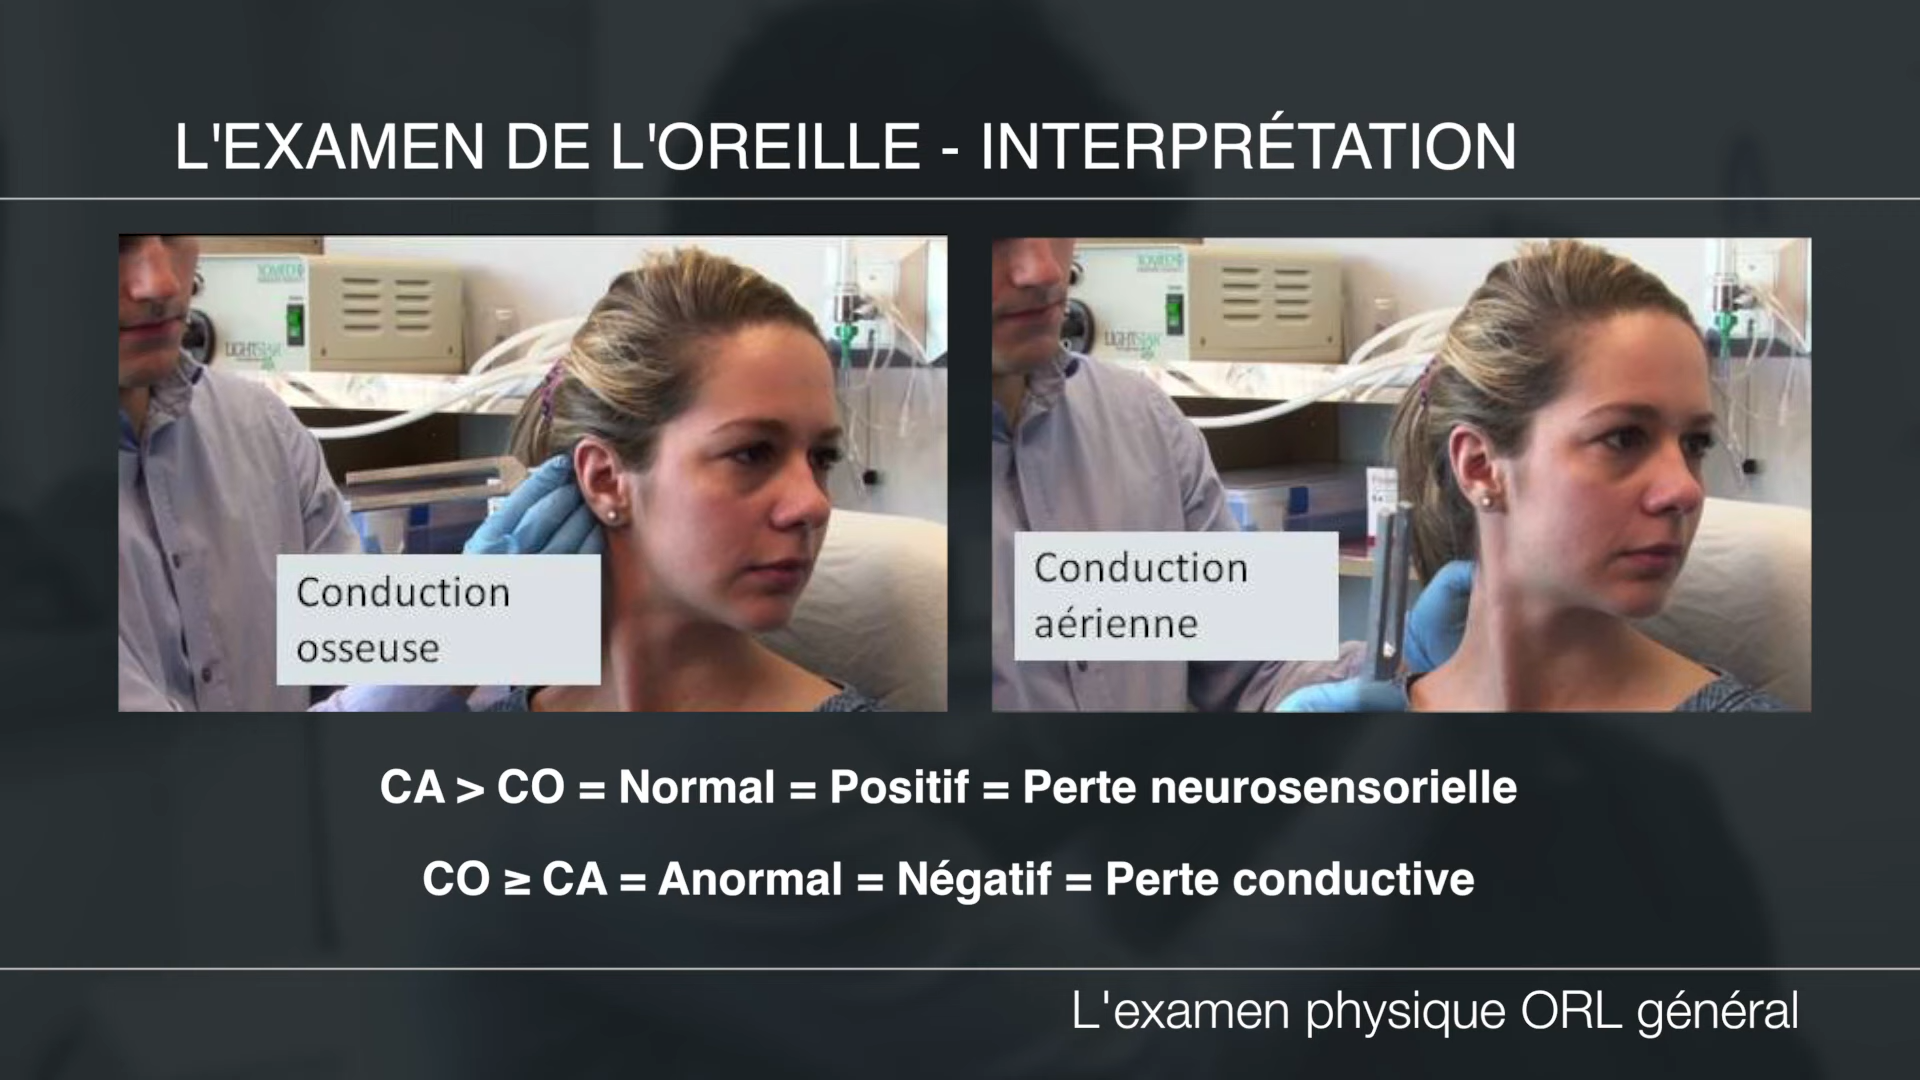 L'EXAMEN DE L'OREILLE - INTERPRÉTATION
LIGHTSTAR
Conduction
osseuse
Conduction
aérienne
CA > CO = Normal = Positif = Perte neurosensorielle
CO ≥ CA = Anormal = Négatif = Perte conductive
L'examen physique ORL général